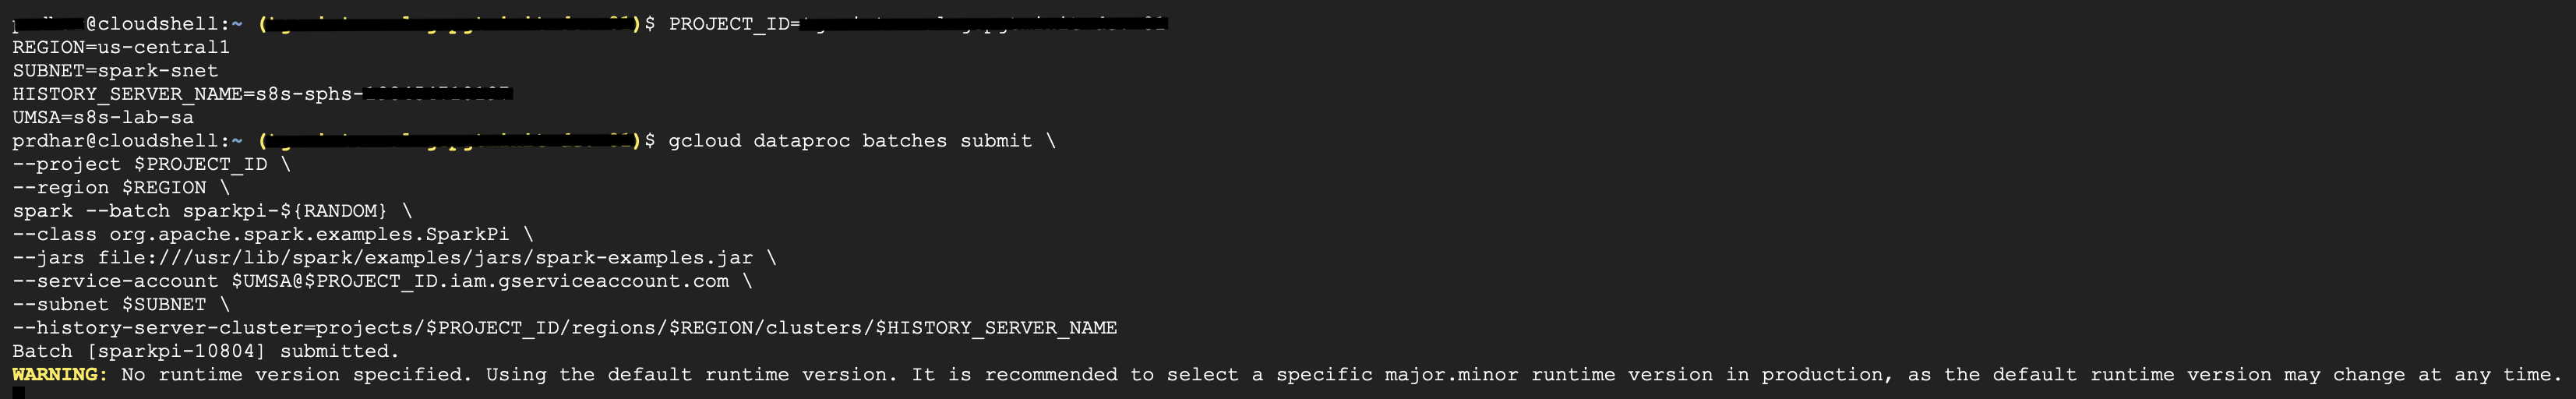 @cloudshell:~ ()$ PROJECT_ID=
REGION=us-central1
SUBNET=spark-snet
HISTORY_SERVER_NAME=s8s-sphs-
UMSA=s8s-lab-sa
prdhar@cloudshell:~ ()$ gcloud dataproc batches submit \
--project $PROJECT_ID \
--region $REGION \
spark --batch sparkpi-${RANDOM} \
--class org.apache.spark.examples.SparkPi \
--jars file:///usr/lib/spark/examples/jars/spark-examples.jar \
--service-account $UMSA@$PROJECT_ID.iam.gserviceaccount.com \
--subnet $SUBNET \
--history-server-cluster=projects/$PROJECT_ID/regions/$REGION/clusters/$HISTORY_SERVER_NAME
Batch [sparkpi-10804] submitted.
WARNING: No runtime version specified. Using the default runtime version. It is recommended to select a specific major.minor runtime version in production, as the default runtime version may change at any time.